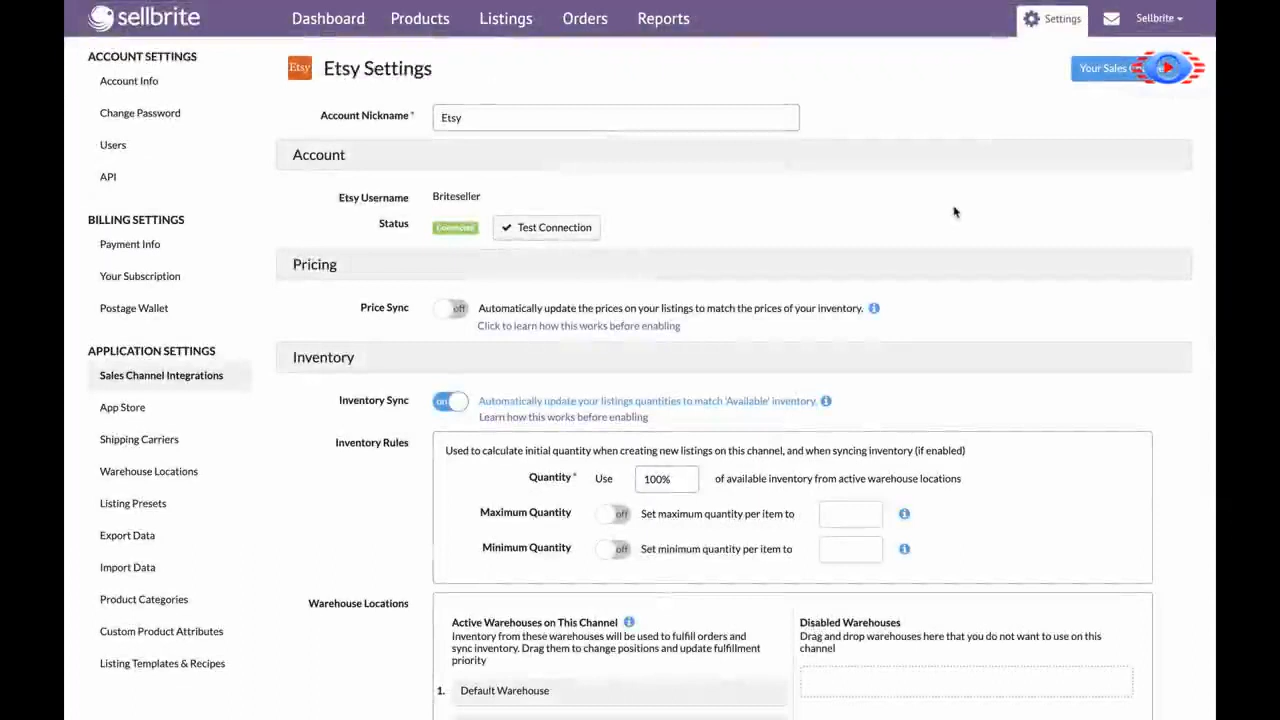 sellbrite
Dashboard
Products
Listings
Orders
Reports
Settings
Sellbrite
ACCOUNT SETTINGS
Account Info
Change Password
Users
API
BILLING SETTINGS
Payment Info
Your Subscription
Postage Wallet
APPLICATION SETTINGS
Sales Channel Integrations
App Store
Shipping Carriers
Warehouse Locations
Listing Presets
Export Data
Import Data
Product Categories
Custom Product Attributes
Listing Templates & Recipes
Etsy
Etsy Settings
Your Sales
Account Nickname *
Etsy
Account
Etsy Username
Briteseller
Status
Connected
Test Connection
Pricing
Price Sync
off
Automatically update the prices on your listings to match the prices of your inventory.
Click to learn how this works before enabling
Inventory
Inventory Sync
on
Automatically update your listings quantities to match 'Available' inventory.
Learn how this works before enabling
Inventory Rules
Used to calculate initial quantity when creating new listings on this channel, and when syncing inventory (if enabled)
Quantity * Use 100% of available inventory from active warehouse locations
Maximum Quantity off Set maximum quantity per item to
Minimum Quantity off Set minimum quantity per item to
Warehouse Locations
Active Warehouses on This Channel
Inventory from these warehouses will be used to fulfill orders and
sync inventory. Drag them to change positions and update fulfillment
priority
1. Default Warehouse
Disabled Warehouses
Drag and drop warehouses here that you do not want to use on this
channel